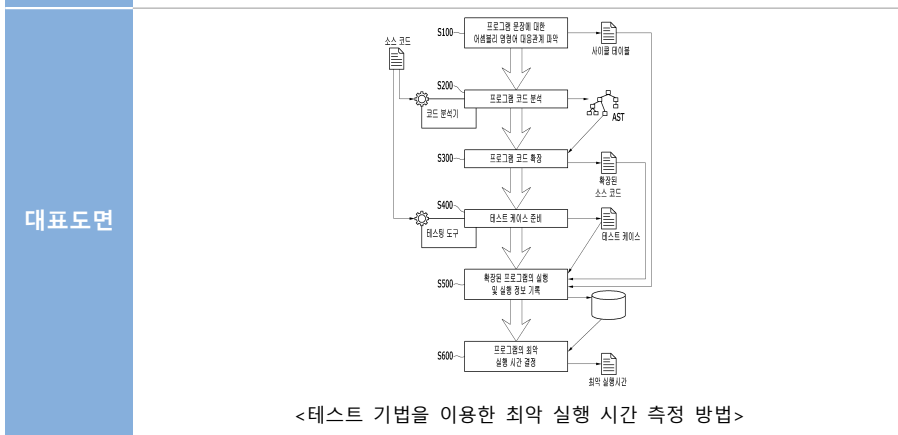 대표도면
S100
프로그램 문장에 대한
어셈블리 명령어 대응관계 파악
사이클 테이블
소스 코드
S200
프로그램 코드 분석
코드 분석기
AST
S300
프로그램 코드 확장
확장된
소스 코드
S400
테스트 케이스 준비
테스팅 도구
테스트 케이스
S500
확장된 프로그램의 실행
및 실행 정보 기록
S600
프로그램의 최악
실행 시간 결정
최악 실행시간
<테스트 기법을 이용한 최악 실행 시간 측정 방법>